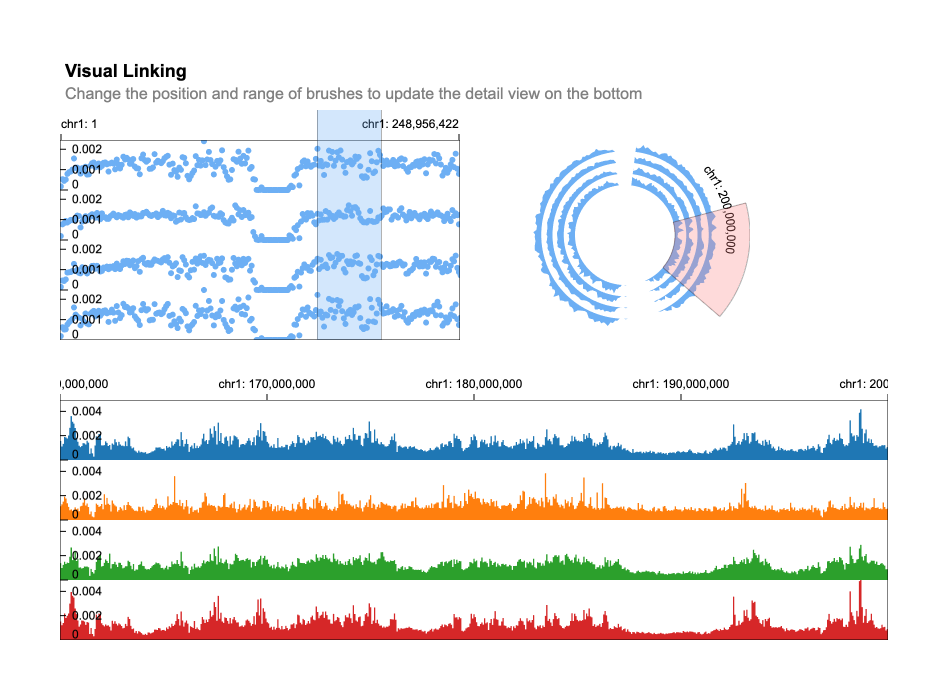 Visual Linking
Change the position and range of brushes to update the detail view on the bottom
chr1: 1
chr1: 248,956,422
0.002
0.001
0
0.002
0.001
0
0.002
0.001
0
0.002
0.001
0
chr1: 200,000,000
0,000,000
chr1: 170,000,000
chr1: 180,000,000
chr1: 190,000,000
chr1: 200
0.004
0.002
0
0.004
0.002
0
0.004
0.002
0
0.004
0.002
0